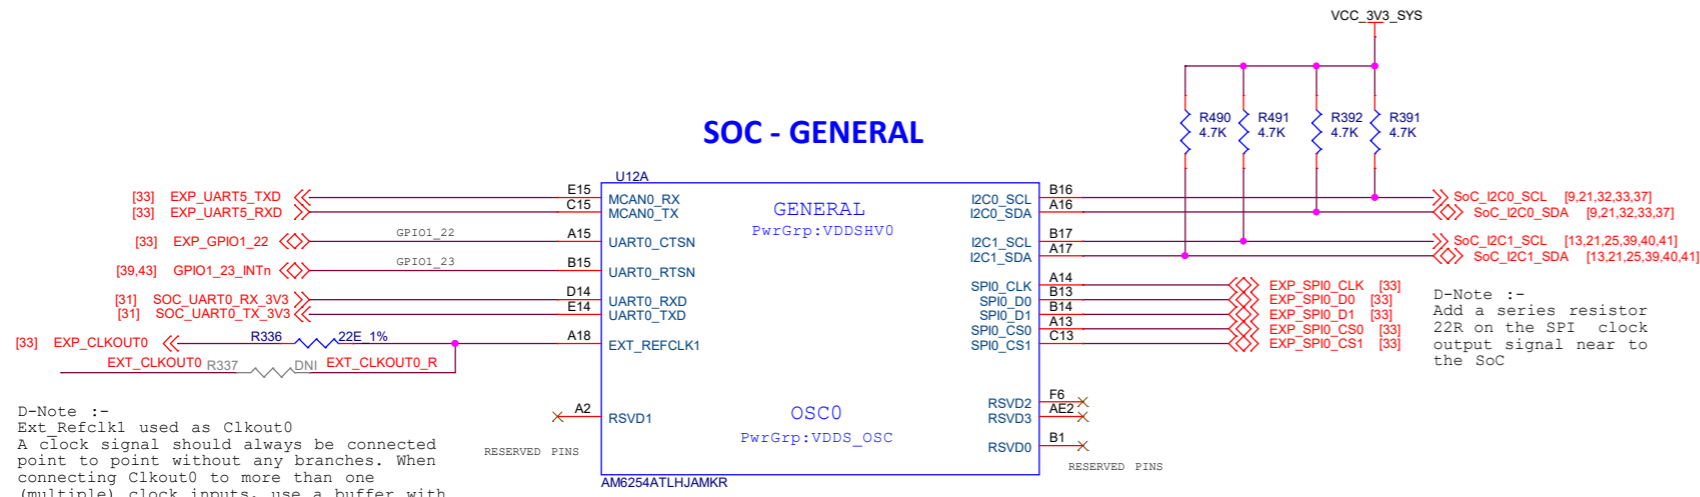 VCC_3V3_SYS
R490
4.7K
R491
4.7K
R392
4.7K
R391
4.7K
SOC - GENERAL
U12A
[33] EXP_UART5_TXD
E15
MCAN0_RX
[33] EXP_UART5_RXD
C15
MCAN0_TX
[33] EXP_GPIO1_22
GPIO1_22
A15
UART0_CTSN
[39,43] GPIO1_23_INTn
GPIO1_23
B15
UART0_RTSN
[31] SOC_UART0_RX_3V3
D14
UART0_RXD
[31] SOC_UART0_TX_3V3
E14
UART0_TXD
[33] EXP_CLKOUT0
R336
22E_1%
A18
EXT_REFCLK1
EXT_CLKOUT0
R337
DNI
EXT_CLKOUT0_R
A2
RSVD1
RESERVED PINS
GENERAL
PwrGrp:VDDSHV0
OSC0
PwrGrp:VDDS_OSC
I2C0_SCL
B16
SoC_I2C0_SCL [9,21,32,33,37]
I2C0_SDA
A16
SoC_I2C0_SDA [9,21,32,33,37]
I2C1_SCL
B17
SoC_I2C1_SCL [13,21,25,39,40,41]
I2C1_SDA
A17
SoC_I2C1_SDA [13,21,25,39,40,41]
SPI0_CLK
A14
EXP_SPI0_CLK [33]
SPI0_D0
B13
EXP_SPI0_D0 [33]
SPI0_D1
B14
EXP_SPI0_D1 [33]
SPI0_CS0
A13
EXP_SPI0_CS0 [33]
SPI0_CS1
C13
EXP_SPI0_CS1 [33]
RSVD2
F6
RSVD3
AE2
RSVD0
B1
RESERVED PINS
AM6254ATLHJAMKR
D-Note :-
Add a series resistor
22R on the SPI clock
output signal near to
the SoC
D-Note :-
Ext_Refclk1 used as Clkout0
A clock signal should always be connected
point to point without any branches. When
connecting Clkout0 to more than one
(multiple) clock inputs, use a buffer with